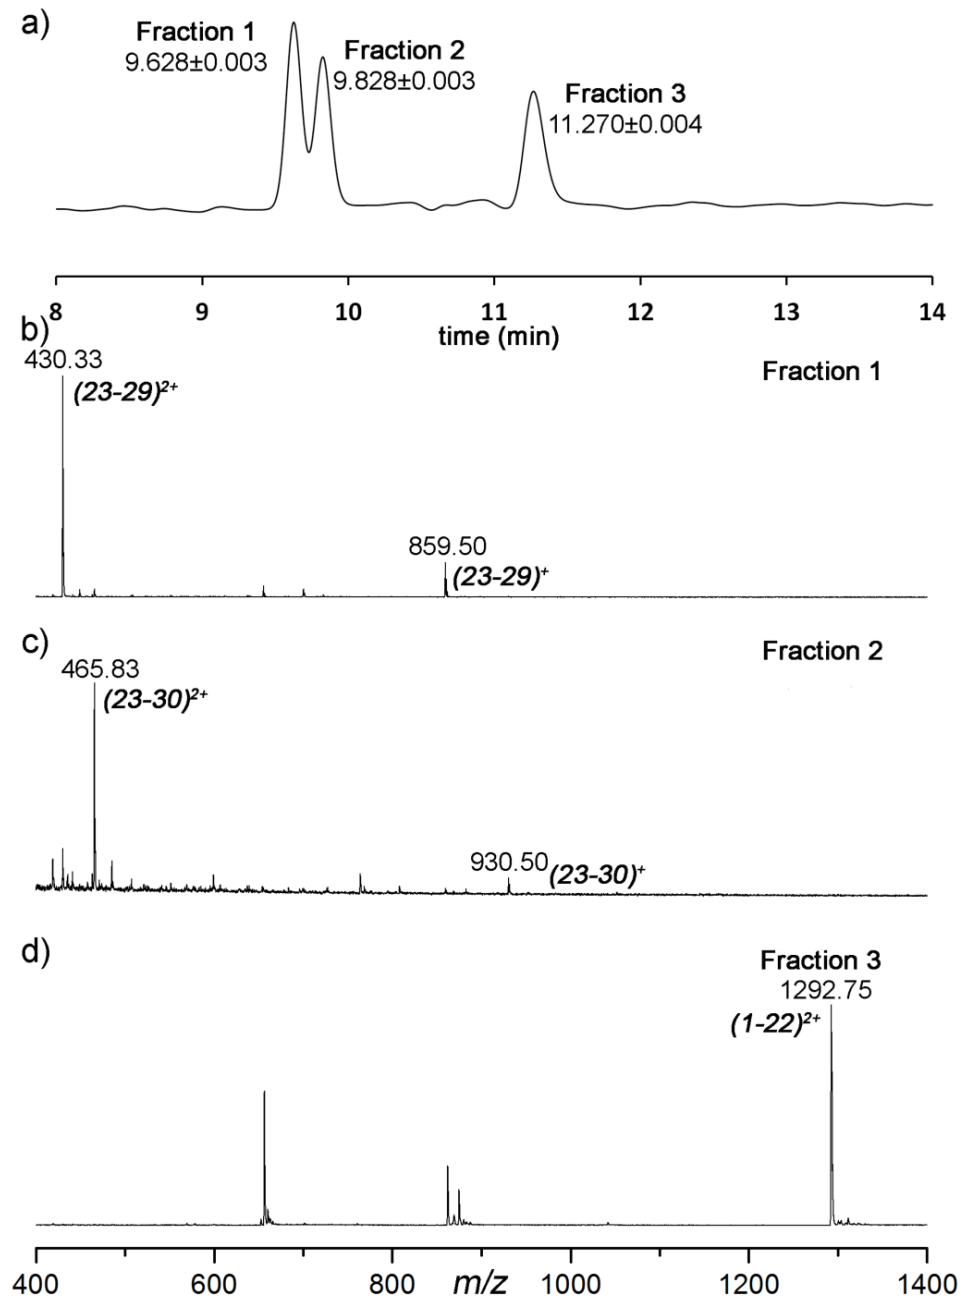 a)
Fraction 1
9.628±0.003
Fraction 2
9.828±0.003
Fraction 3
11.270±0.004
8 9 10 11 12 13 14
time (min)
b)
430.33
(23-29)²⁺
Fraction 1
859.50
(23-29)⁺
c)
Fraction 2
465.83
(23-30)²⁺
930.50
(23-30)⁺
d)
Fraction 3
1292.75
(1-22)²⁺
400 600 800 m/z 1000 1200 1400